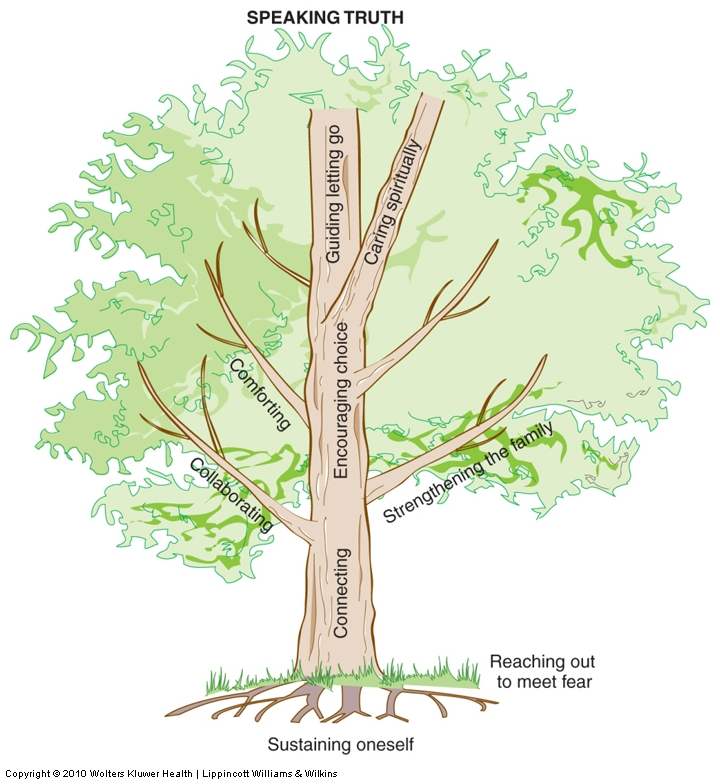 SPEAKING TRUTH
Guiding letting go
Caring spiritually
Encouraging choice
Comforting
Collaborating
Strengthening the family
Connecting
Reaching out
to meet fear
Sustaining oneself
Copyright © 2010 Wolters Kluwer Health | Lippincott Williams & Wilkins